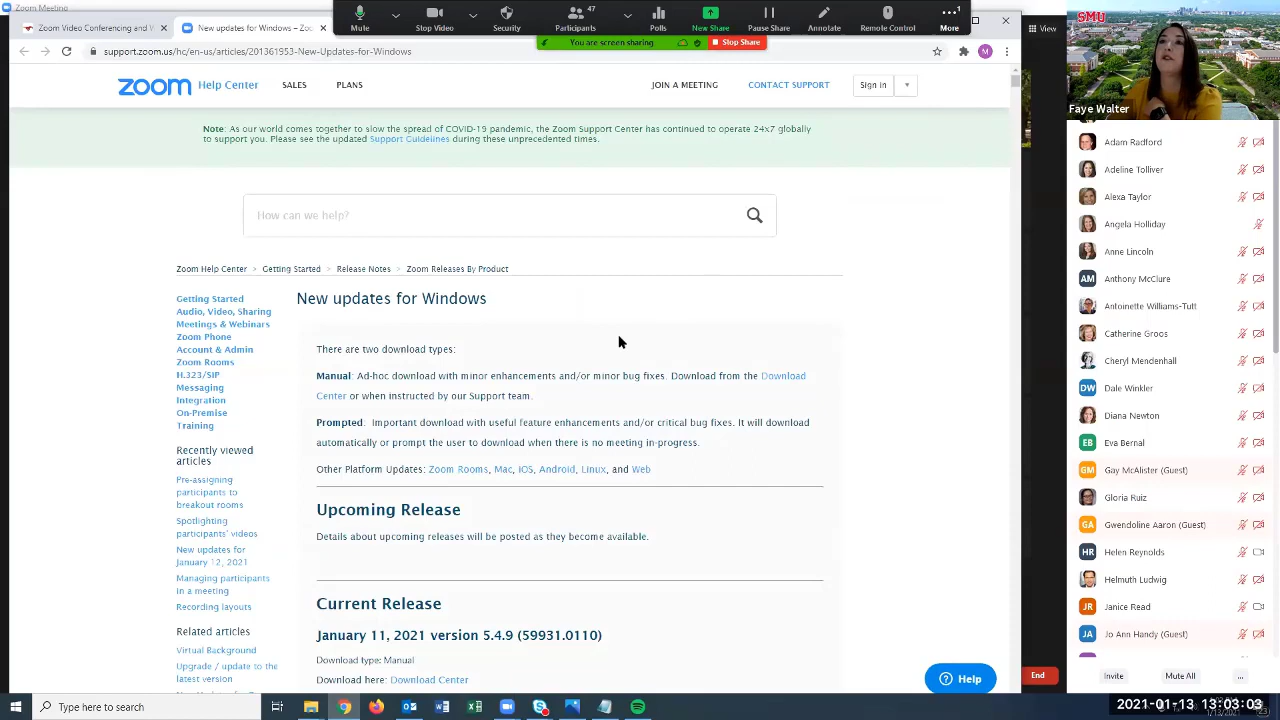 Zoom Meeting
Zoom Collaboration Guide
New updates for Windows – Zo
support.zoom.us/hc/en-us/articles/201361953-New-Updates-for-Windows
Mute
Start Video
Security
Participants
47
Polls
Share
Pause Share
Annotate
Remote Control
More
1
You are screen sharing
Stop Share
View
zoom Help Center
SALES
PLANS
JOIN A MEETING
CONTACT SUPPORT
Sign in
Note: As our world comes together to slow the spread of COVID-19 pandemic, the Zoom Support Center has continued to operate 24x7 globally
to support you. Please see the updated Support Guidelines during these unprecedented times.
How can we help?
Zoom Help Center > Getting Started > Release Notes > Zoom Releases By Product
Getting Started
Audio, Video, Sharing
Meetings & Webinars
Zoom Phone
Account & Admin
Zoom Rooms
H.323/SIP
Messaging
Integration
On-Premise
Training
Recently viewed
articles
Pre-assigning
participants to
breakout rooms
Spotlighting
participants' videos
New updates for
January 12, 2021
Managing participants
in a meeting
Recording layouts
Related articles
Virtual Background
Upgrade / update to the
latest version
New updates for Windows
There are two download types:
Manual: Ad-hoc download with minor enhancements and/or minor bug fixes. Download from the Download
Center or when directed by our Support team.
Prompted: Important download with useful feature enhancements and/or critical bug fixes. It will download
automatically or prompt the user to download when there is no meeting in-progress.
Other Platform Updates: Zoom Rooms, Mac, iOS, Android, Linux, and Web
Upcoming Release
Details about upcoming releases will be posted as they become available.
Current Release
January 11, 2021 version 5.4.9 (59931.0110)
Download type: manual
Download here: Download Center
Help
End
SMU
Faye Walter
Adam Radford
Adeline Tolliver
Alexa Taylor
Angela Holliday
Anne Lincoln
AM Anthony McClure
Antoinette Williams-Tutt
Catherine Groos
Cheryl Mendenhall
DW Dale Winkler
Diana Newton
EB Eva Bernal
GM Gay McAlister (Guest)
Gloria Ruiz
GA Gwendoline Aaron (Guest)
HR Helen Reynolds
Helmuth Ludwig
JR Janice Read
JA Jo Ann Handy (Guest)
Invite
Mute All
...
Type here to search
2021-01-13 13:03:03